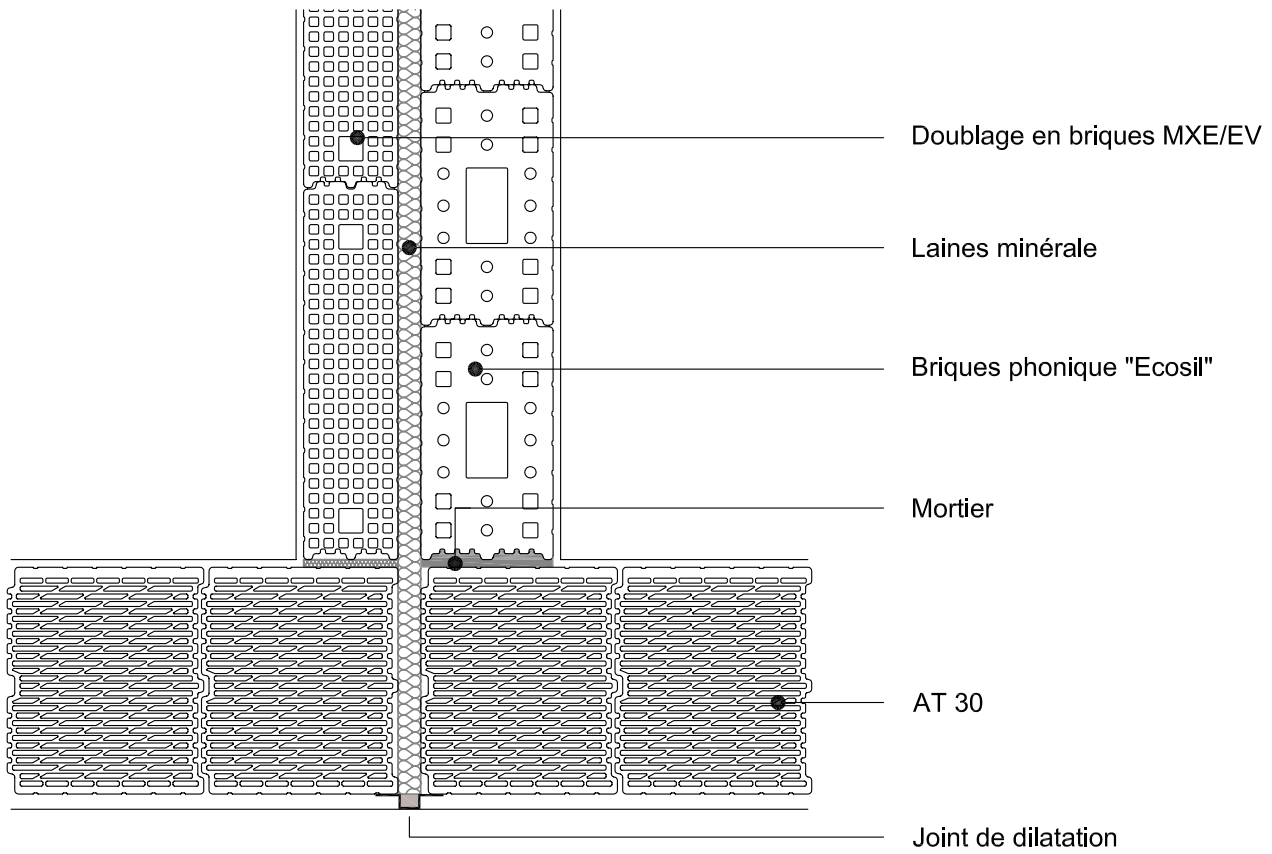 Doublage en briques MXE/EV
Laines minérale
Briques phonique "Ecosil"
Mortier
AT 30
Joint de dilatation